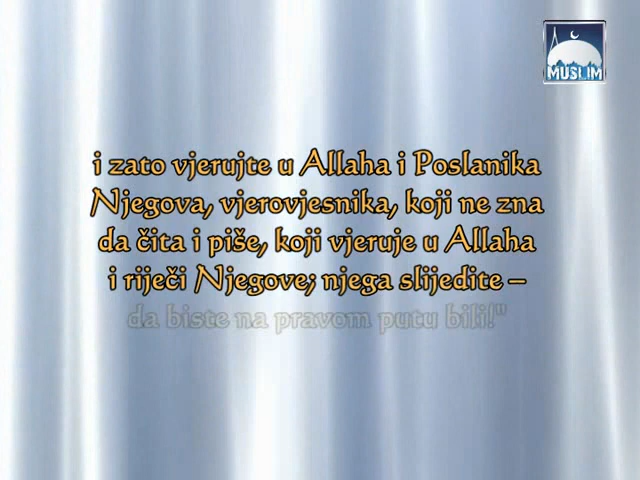 MUSLIM
i zato vjerujte u Allaha i Poslanika
Njegova, vjerovjesnika, koji ne zna
da čita i piše, koji vjeruje u Allaha
i riječi Njegove; njega slijedite –
da biste na pravom putu bili!"